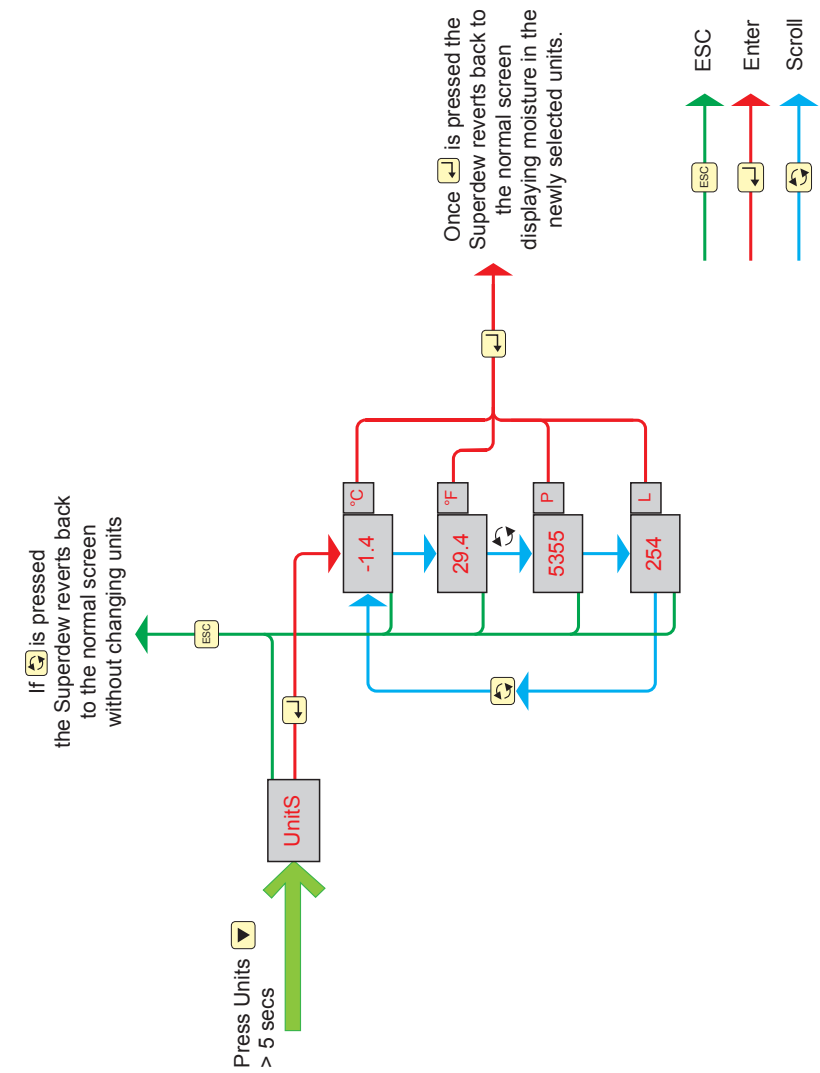 Press Units
> 5 secs
UnitS
If is pressed
the Superdew reverts back
to the normal screen
without changing units
ESC
-1.4
°C
29.4
°F
5355
P
254
L
Once is pressed the
Superdew reverts back to
the normal screen
displaying moisture in the
newly selected units.
ESC
ESC
Enter
Scroll